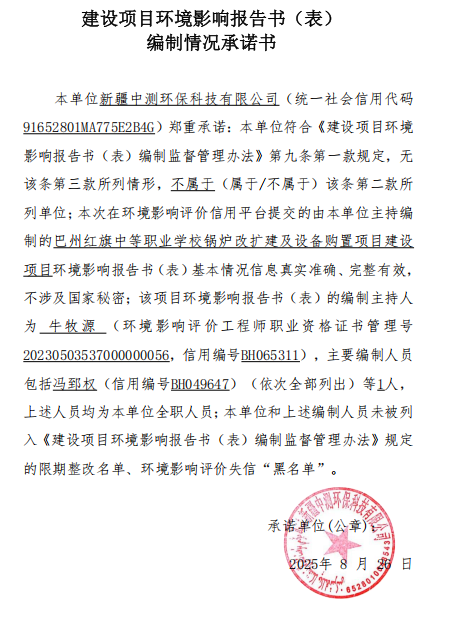 建设项目环境影响报告书（表）
编制情况承诺书
本单位新疆中测环保科技有限公司（统一社会信用代码
91652801MA775E2B4G）郑重承诺：本单位符合《建设项目环境
影响报告书（表）编制监督管理办法》第九条第一款规定，无
该条第三款所列情形，不属于（属于/不属于）该条第二款所
列单位；本次在环境影响评价信用平台提交的由本单位主持编
制的巴州红旗中等职业学校锅炉改扩建及设备购置项目建设
项目环境影响报告书（表）基本情况信息真实准确、完整有效，
不涉及国家秘密；该项目环境影响报告书（表）的编制主持人
为 牛牧源 （环境影响评价工程师职业资格证书管理号
20230503537000000056，信用编号BH065311），主要编制人员
包括冯郅权（信用编号BH049647）（依次全部列出）等1人，
上述人员均为本单位全职人员；本单位和上述编制人员未被列
入《建设项目环境影响报告书（表）编制监督管理办法》规定
的限期整改名单、环境影响评价失信“黑名单”。
承诺单位(公章)：
2025年 8 月 26 日
新疆中测环保科技有限公司